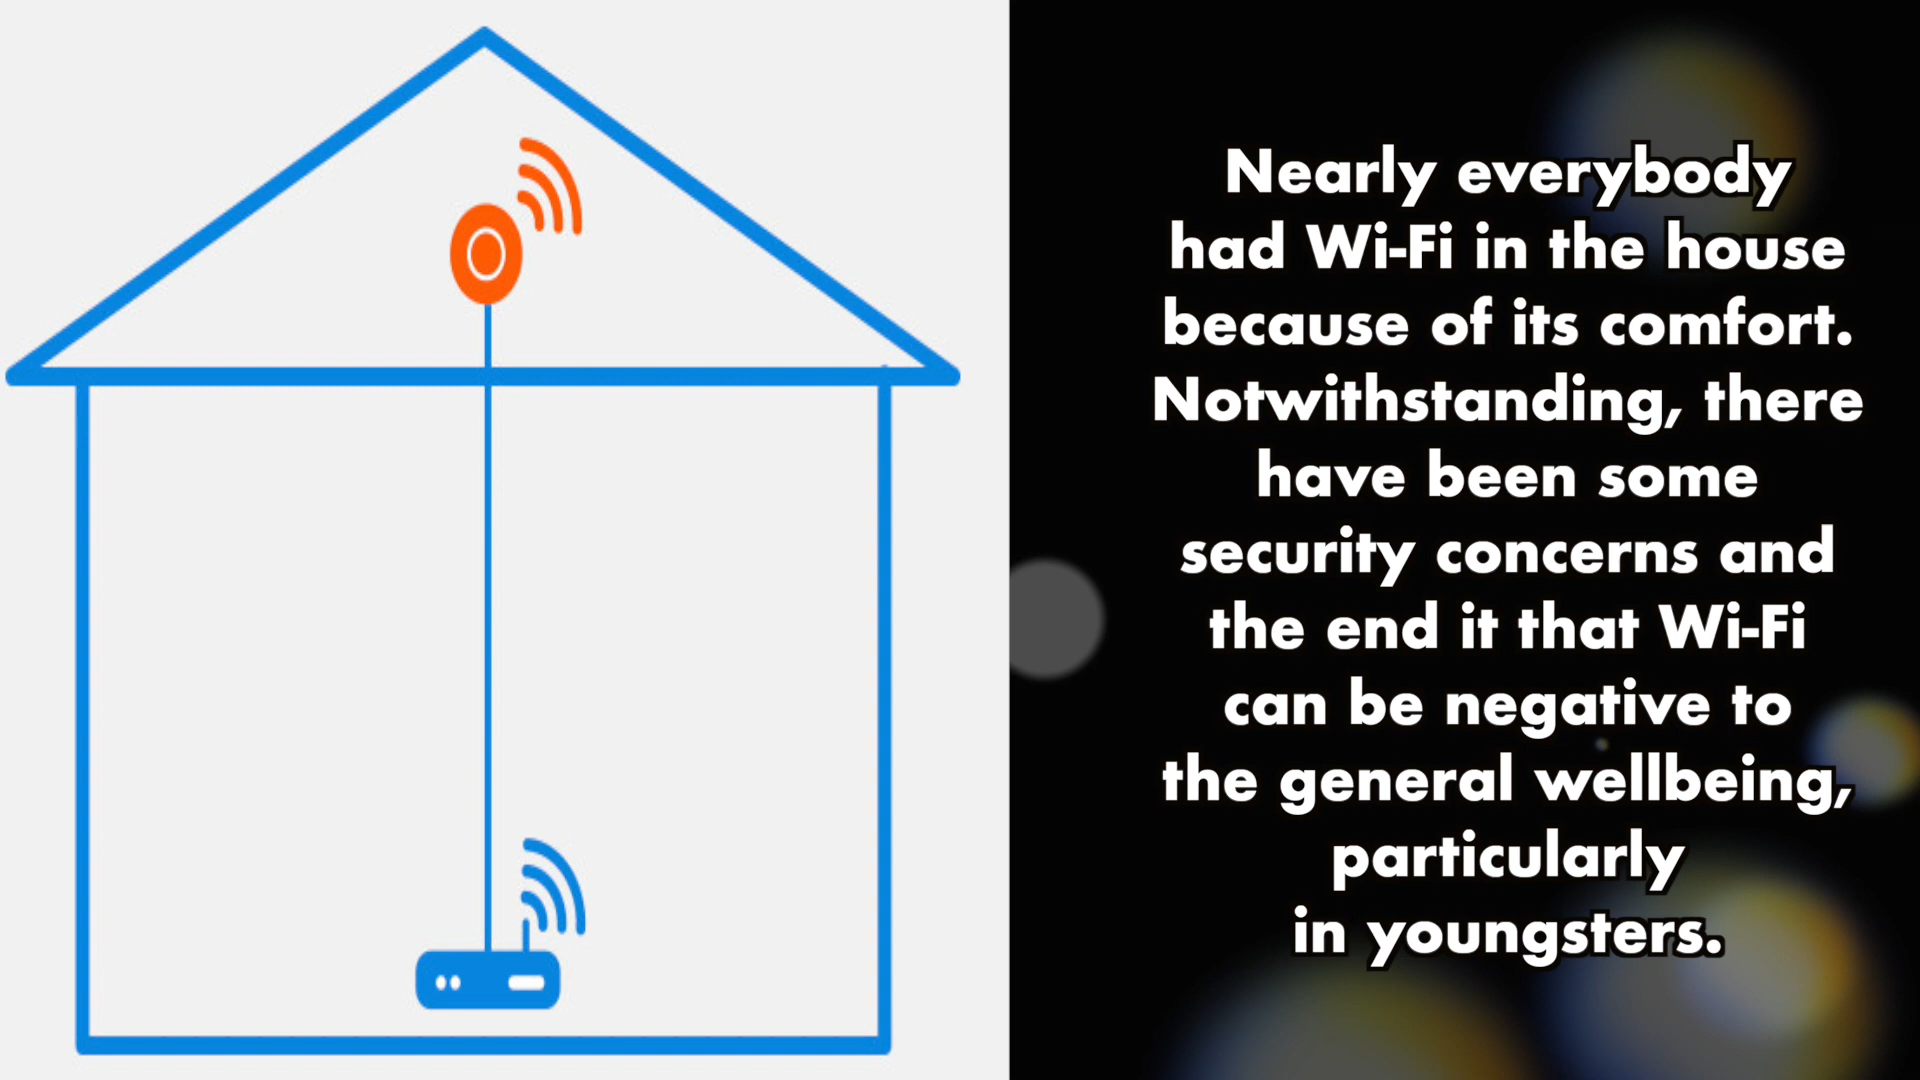 Nearly everybody
had Wi-Fi in the house
because of its comfort.
Notwithstanding, there
have been some
security concerns and
the end it that Wi-Fi
can be negative to
the general wellbeing,
particularly
in youngsters.